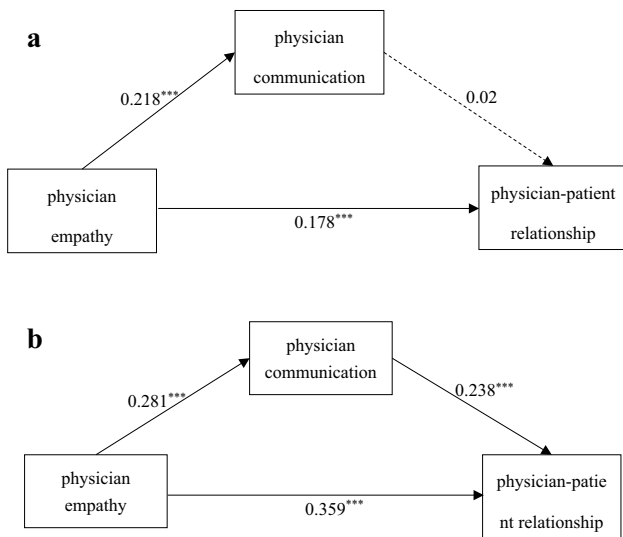 a
physician
communication
0.218***
0.02
physician
empathy
physician-patient
relationship
0.178***
b
physician
communication
0.281***
0.238***
physician
empathy
physician-patie
nt relationship
0.359***